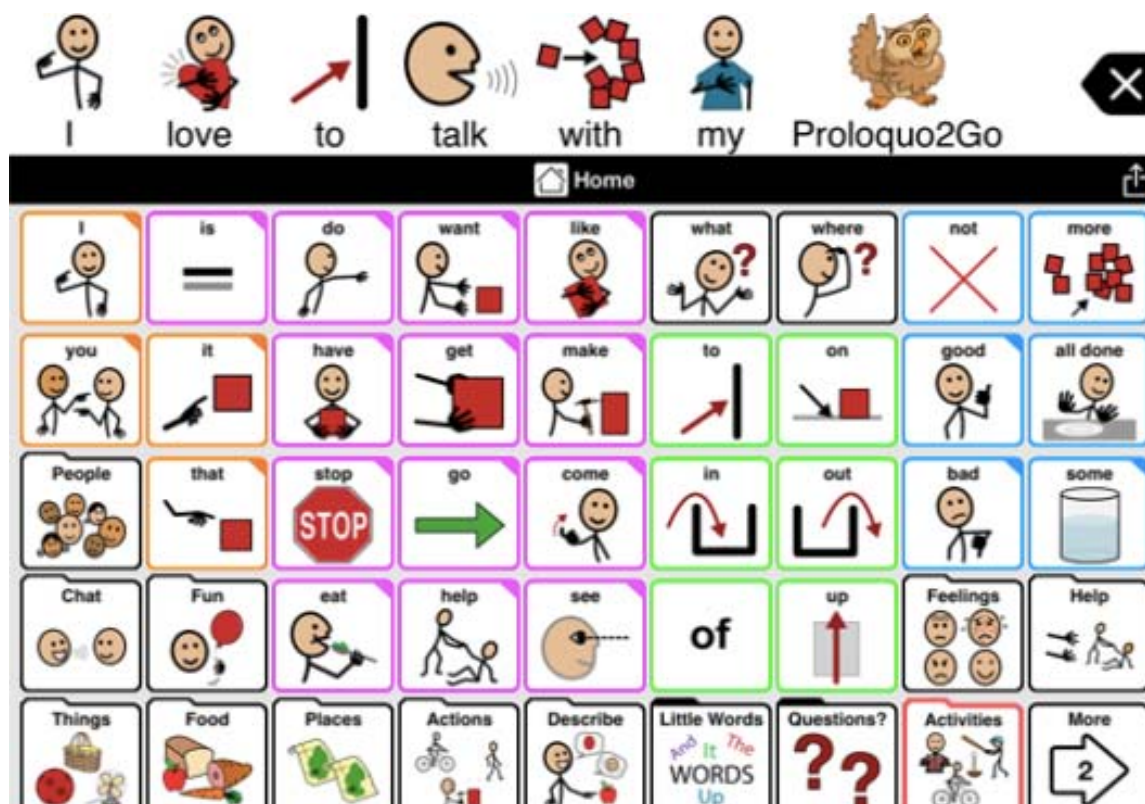 I love to talk with my Proloquo2Go
Home
I is do want like what where not more
you it have get make to on good all done
People that stop go come in out bad some
STOP
Chat Fun eat help see of up Feelings Help
Things Food Places Actions Describe Little Words Questions? Activities More
And It The
WORDS
Up
2